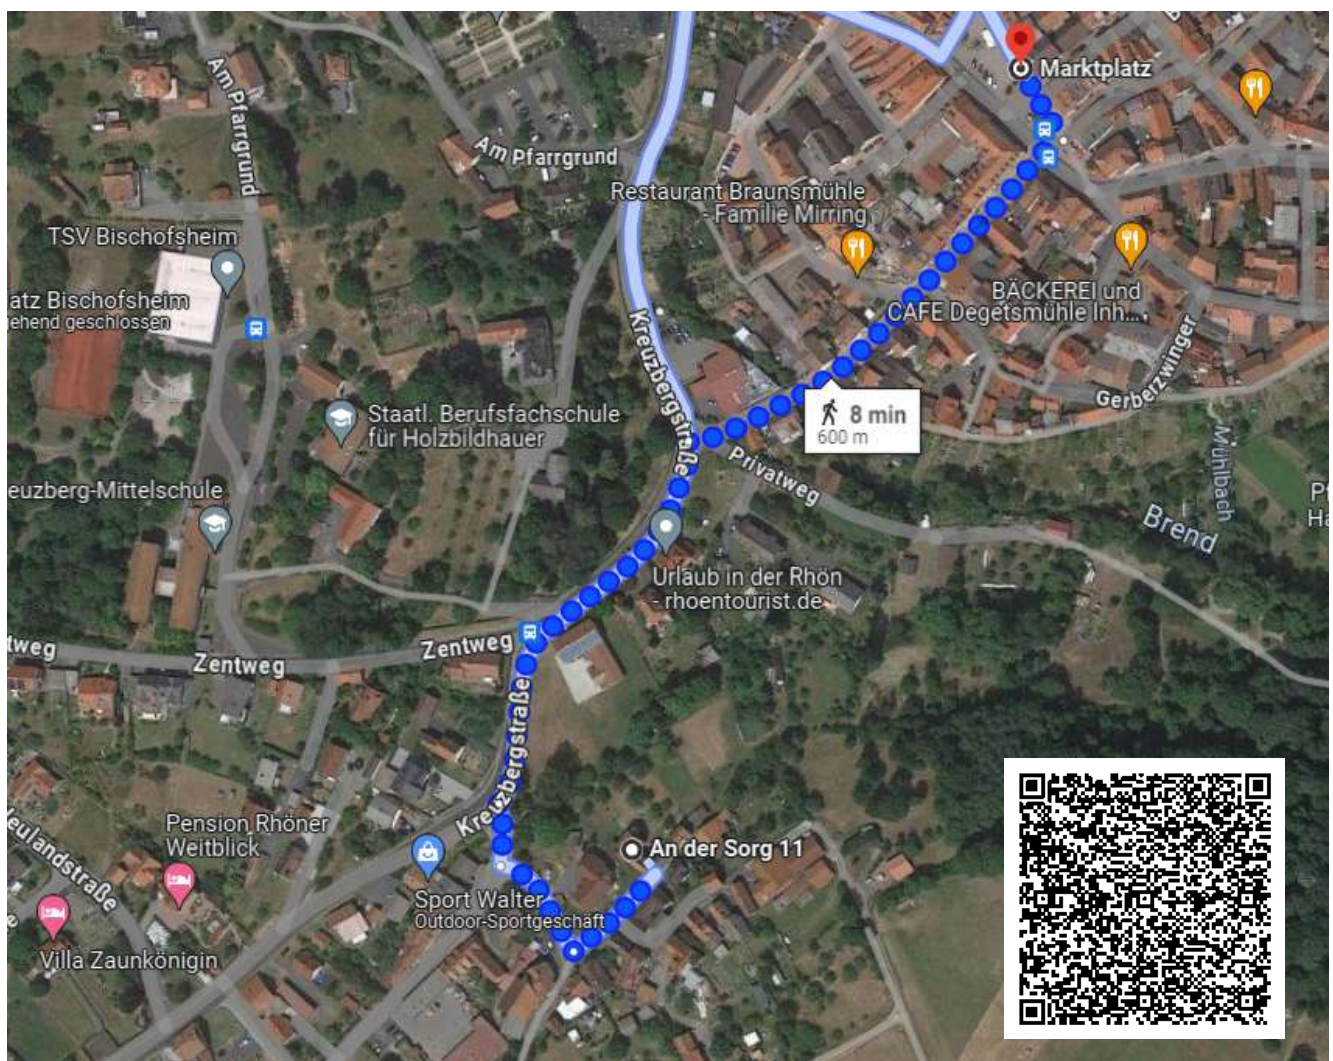 Marktplatz
Am Pfarrgrund
Am Pfarrgrund
Restaurant Braunsmühle
- Familie Mirring
TSV Bischofsheim
atz Bischofsheim
gehend geschlossen
BÄCKEREI und
CAFE Degetsmühle Inh...
Kreuzbergstraße
Gerberzwinger
Staatl. Berufsfachschule
für Holzbildhauer
8 min
600 m
Mühlbach
Privatweg
euzberg-Mittelschule
Brend
Urlaub in der Rhön
- rhoentourist.de
Zentweg
Zentweg
tweg
Kreuzbergstraße
Kreuzbergstraße
Pension Rhöner
Weitblick
An der Sorg 11
eulandstraße
Sport Walter
Outdoor-Sportgeschäft
Villa Zaunkönigin